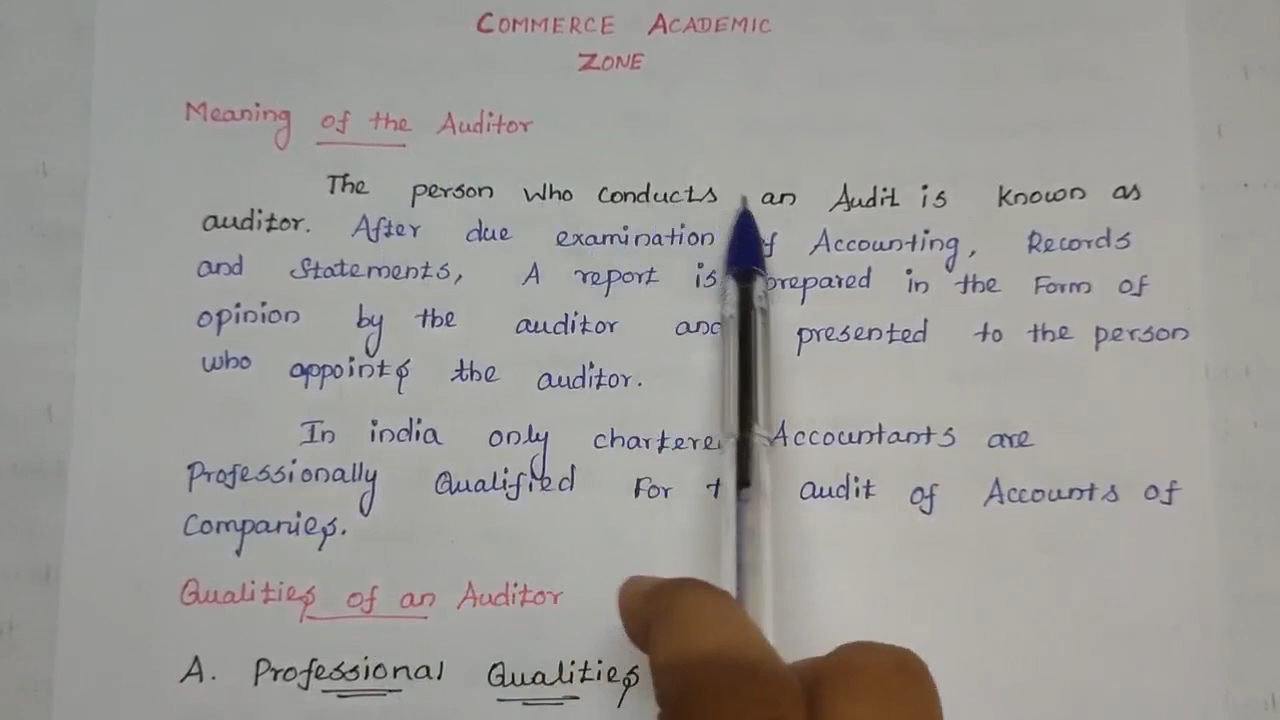 COMMERCE ACADEMIC
ZONE
Meaning of the Auditor
The person who conducts an Audit is known as
auditor. After due examination Accounting, Records
and Statements, A report is prepared in the Form of
opinion by the auditor and presented to the person
who appoints the auditor.
In india only Accountants are
Professionally Qualified For audit of Accounts of
Companies.
Qualities of an Auditor
A. Professional Qualities